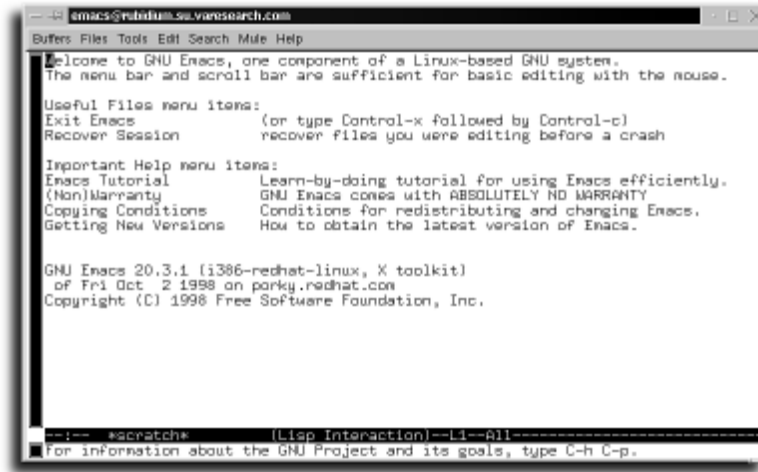 emacs@rubidium.su.varesearch.com
Buffers Files Tools Edit Search Mule Help
Welcome to GNU Emacs, one component of a Linux-based GNU system.
The menu bar and scroll bar are sufficient for basic editing with the mouse.
Useful Files menu items:
Exit Emacs (or type Control-x followed by Control-c)
Recover Session recover files you were editing before a crash
Important Help menu items:
Emacs Tutorial Learn-by-doing tutorial for using Emacs efficiently.
(Non)Warranty GNU Emacs comes with ABSOLUTELY NO WARRANTY
Copying Conditions Conditions for redistributing and changing Emacs.
Getting New Versions How to obtain the latest version of Emacs.
GNU Emacs 20.3.1 (i386-redhat-linux, X toolkit)
of Fri Oct 2 1998 on porky.redhat.com
Copyright (C) 1998 Free Software Foundation, Inc.
--:-- *scratch* (Lisp Interaction)--L1--All--------------------------
For information about the GNU Project and its goals, type C-h C-p.